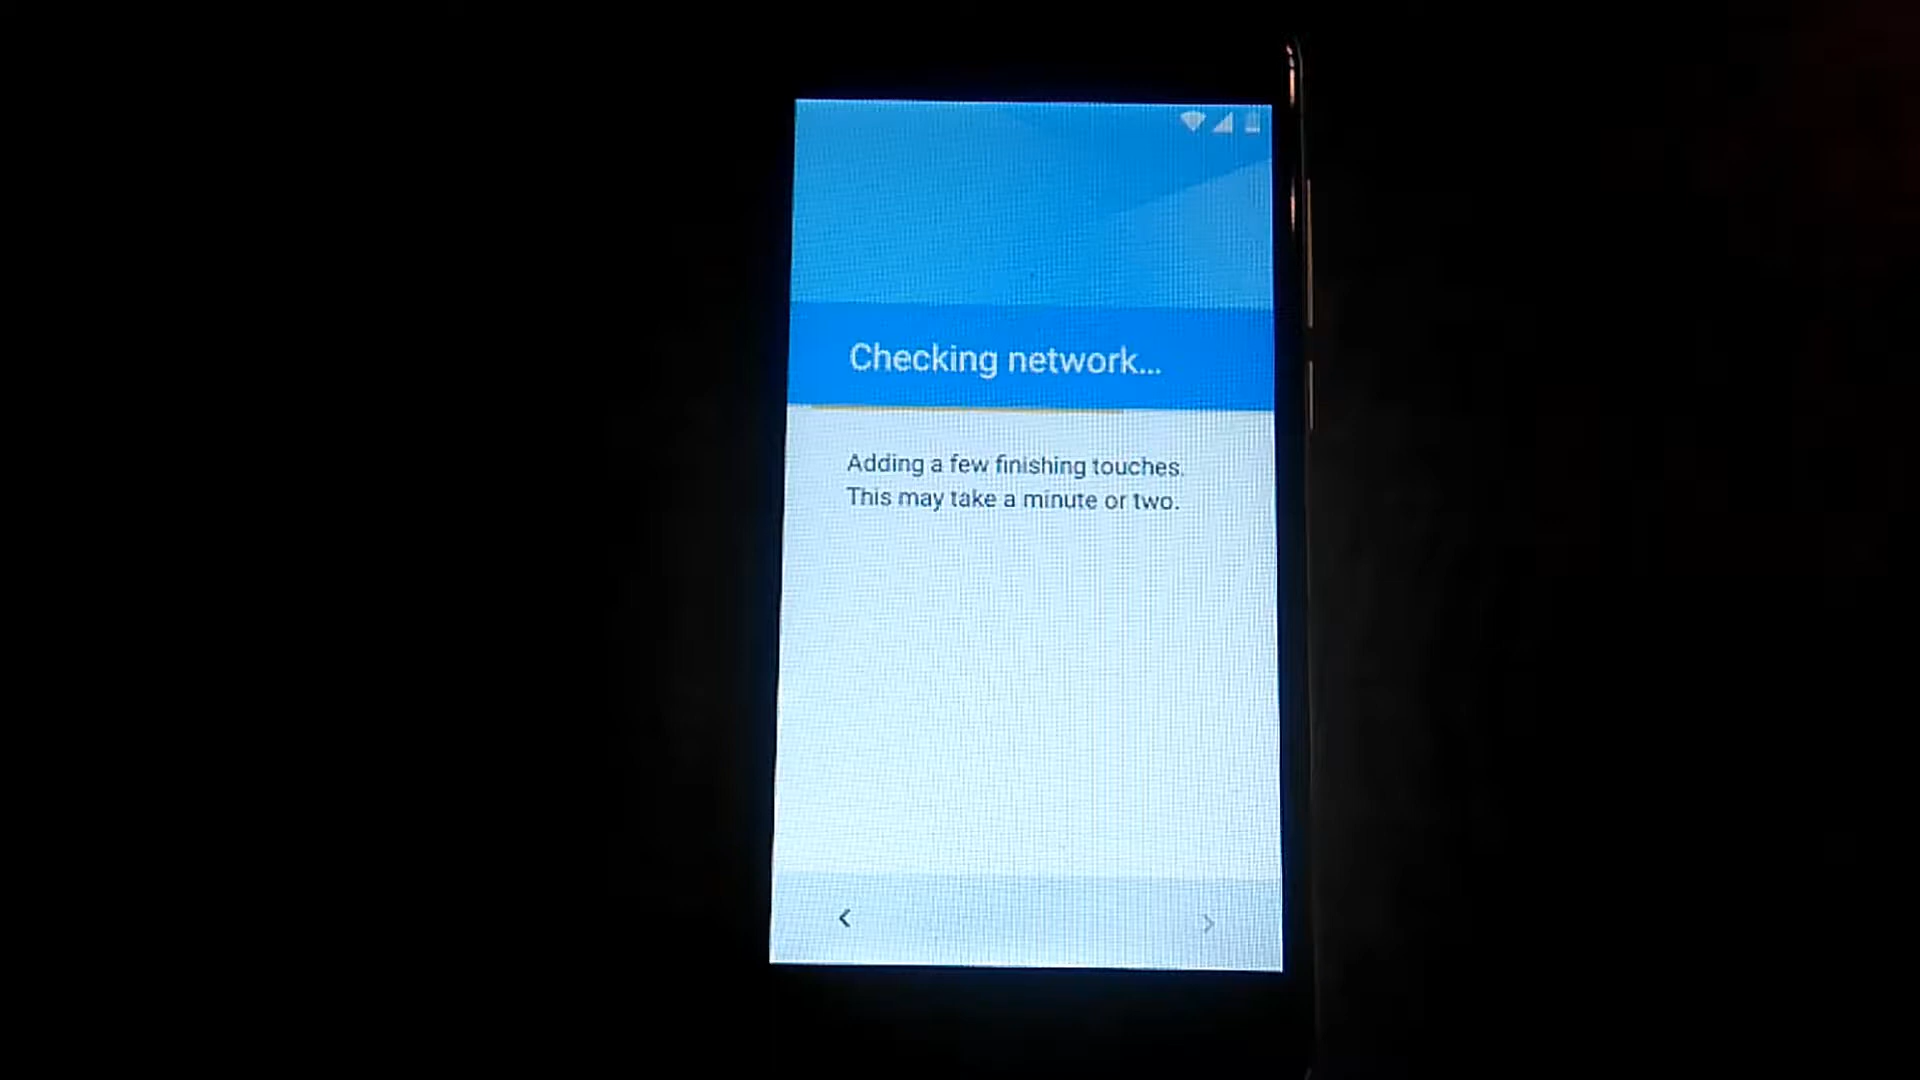 Checking network...
Adding a few finishing touches.
This may take a minute or two.